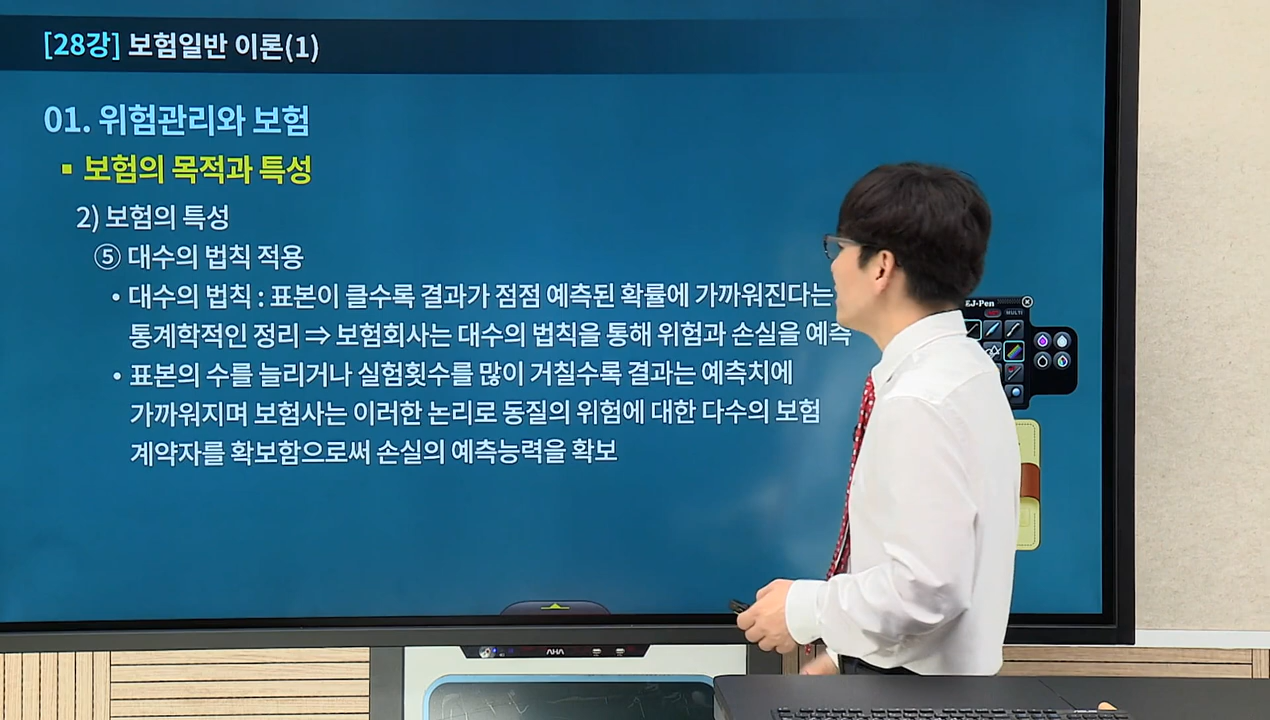 [28강] 보험일반 이론(1)
01. 위험관리와 보험
▪ 보험의 목적과 특성
2) 보험의 특성
⑤ 대수의 법칙 적용
• 대수의 법칙 : 표본이 클수록 결과가 점점 예측된 확률에 가까워진다는
통계학적인 정리 ⇒ 보험회사는 대수의 법칙을 통해 위험과 손실을 예측
• 표본의 수를 늘리거나 실험횟수를 많이 거칠수록 결과는 예측치에
가까워지며 보험사는 이러한 논리로 동질의 위험에 대한 다수의 보험
계약자를 확보함으로써 손실의 예측능력을 확보
EJ-Pen
MULTI
AHA